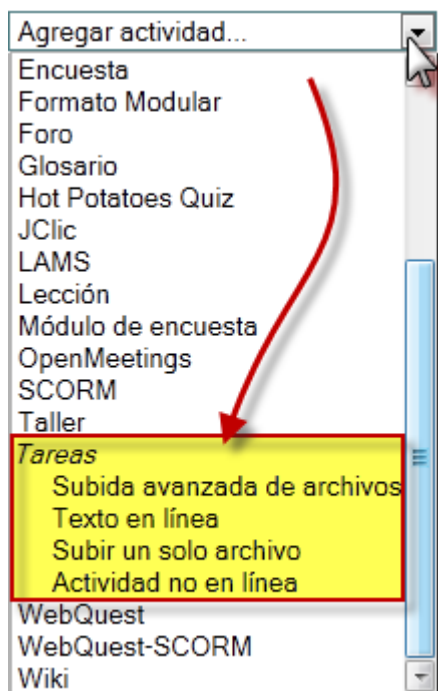 Agregar actividad...
Encuesta
Formato Modular
Foro
Glosario
Hot Potatoes Quiz
JClic
LAMS
Lección
Módulo de encuesta
OpenMeetings
SCORM
Taller
Tareas
Subida avanzada de archivos
Texto en línea
Subir un solo archivo
Actividad no en línea
WebQuest
WebQuest-SCORM
Wiki